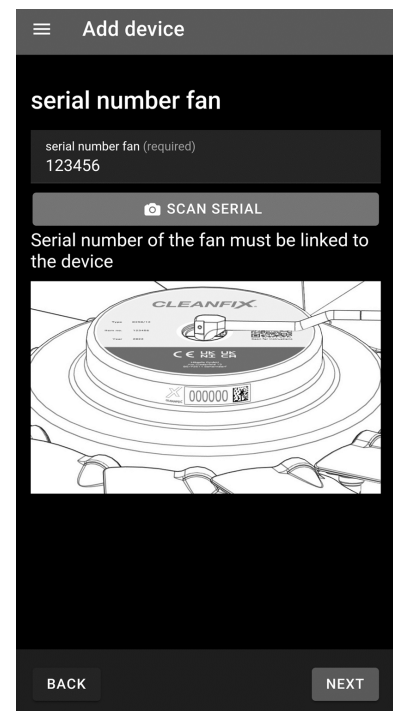 Add device
serial number fan
serial number fan (required)
123456
SCAN SERIAL
Serial number of the fan must be linked to
the device
CLEANFIX.
CE UK
000000
BACK
NEXT